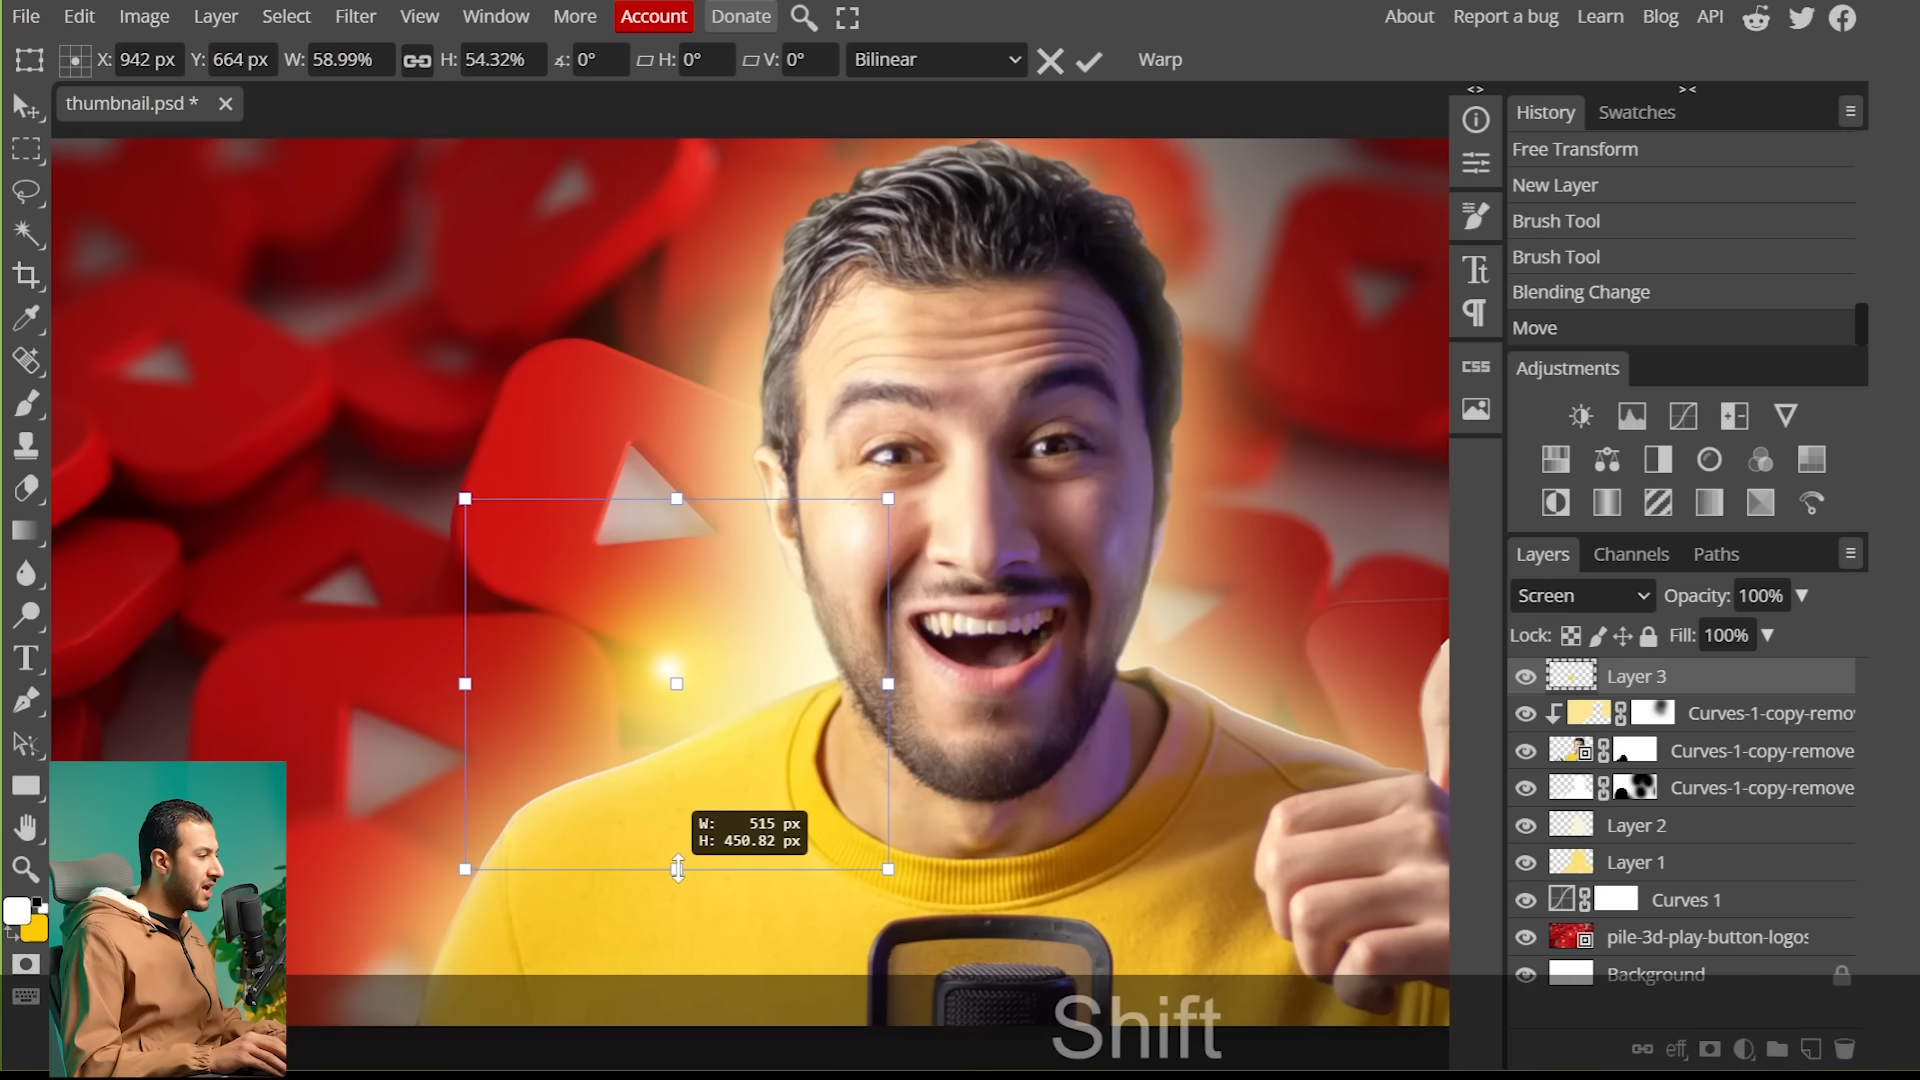 File Edit Image Layer Select Filter View Window More Account Donate About Report a bug Learn Blog API
X: 942 px Y: 664 px W: 58.99% H: 54.32% ∡: 0° H: 0° V: 0° Bilinear Warp
thumbnail.psd *
<> ><
History Swatches
Free Transform
New Layer
Brush Tool
Brush Tool
Blending Change
Move
Adjustments
CSS
Layers Channels Paths
Screen Opacity: 100%
Lock: Fill: 100%
Layer 3
Curves-1-copy-remo
Curves-1-copy-remove
Curves-1-copy-remove
Layer 2
Layer 1
Curves 1
pile-3d-play-button-logos
Background
W: 515 px
H: 450.82 px
Shift
eff